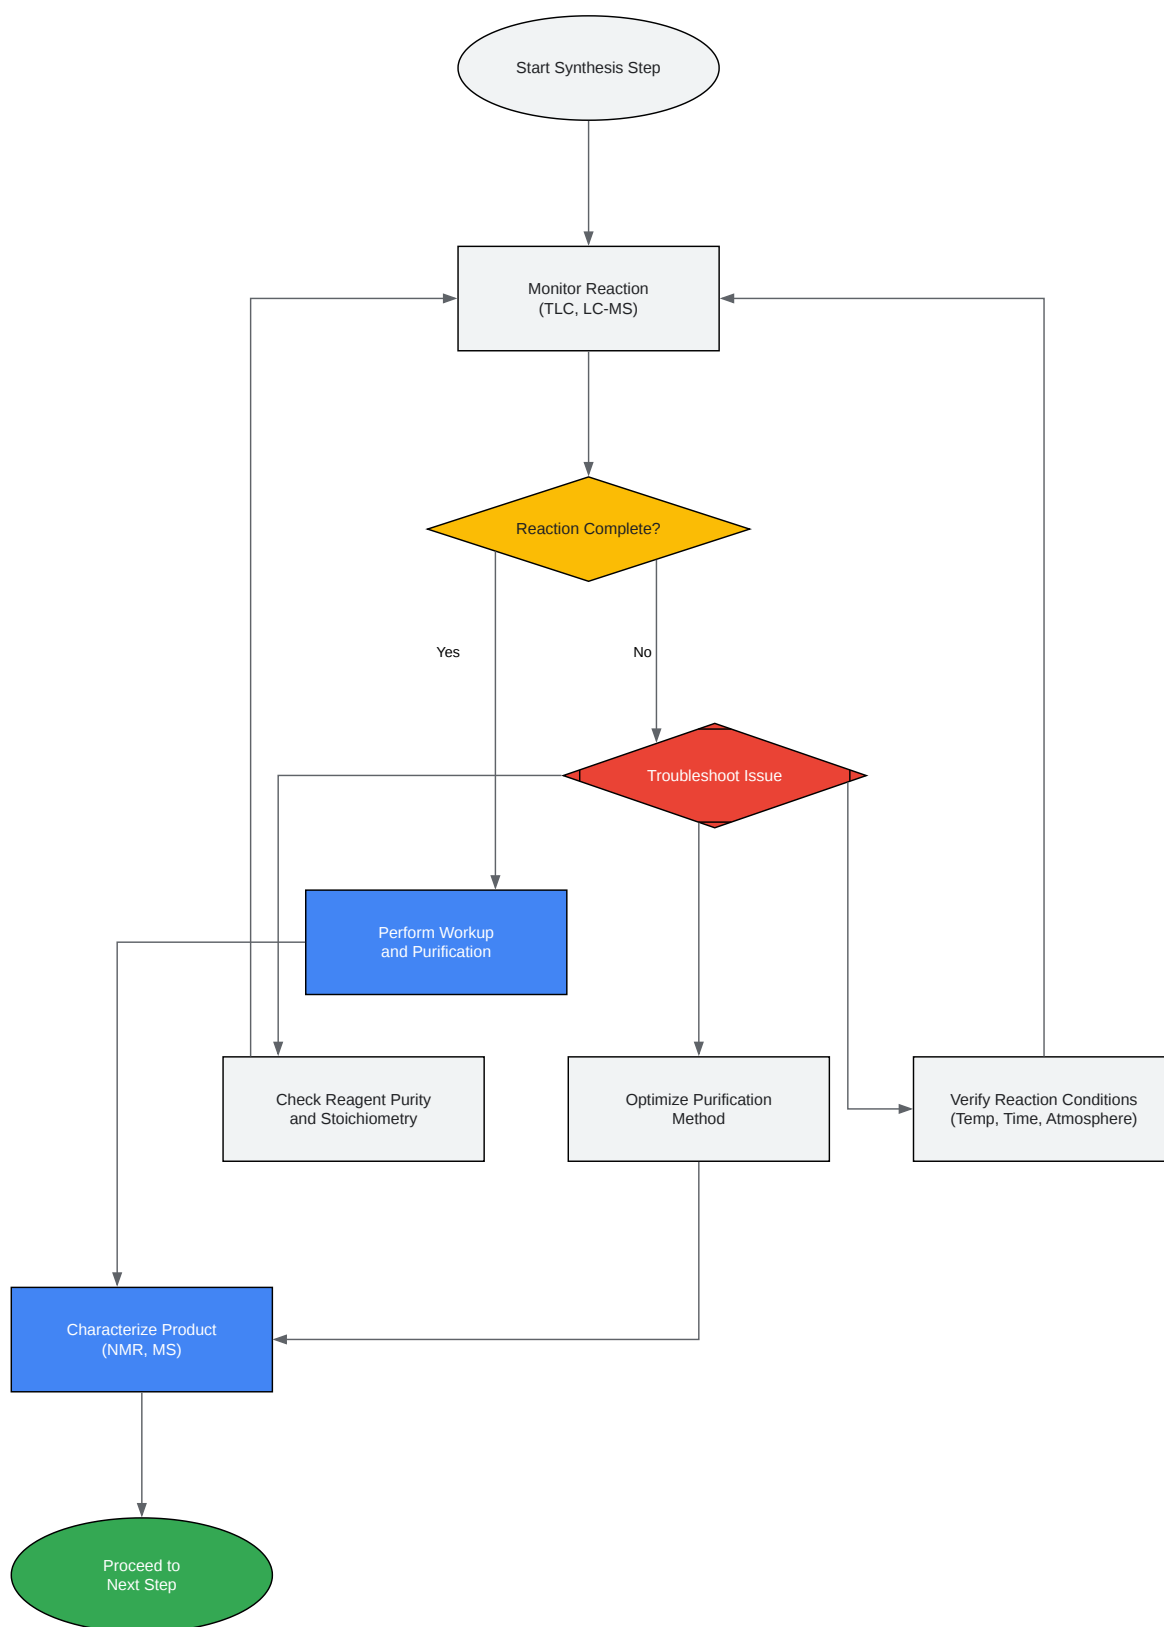 Start Synthesis Step
Monitor Reaction
(TLC, LC-MS)
Reaction Complete?
Yes
No
Troubleshoot Issue
Perform Workup
and Purification
Check Reagent Purity
and Stoichiometry
Optimize Purification
Method
Verify Reaction Conditions
(Temp, Time, Atmosphere)
Characterize Product
(NMR, MS)
Proceed to
Next Step